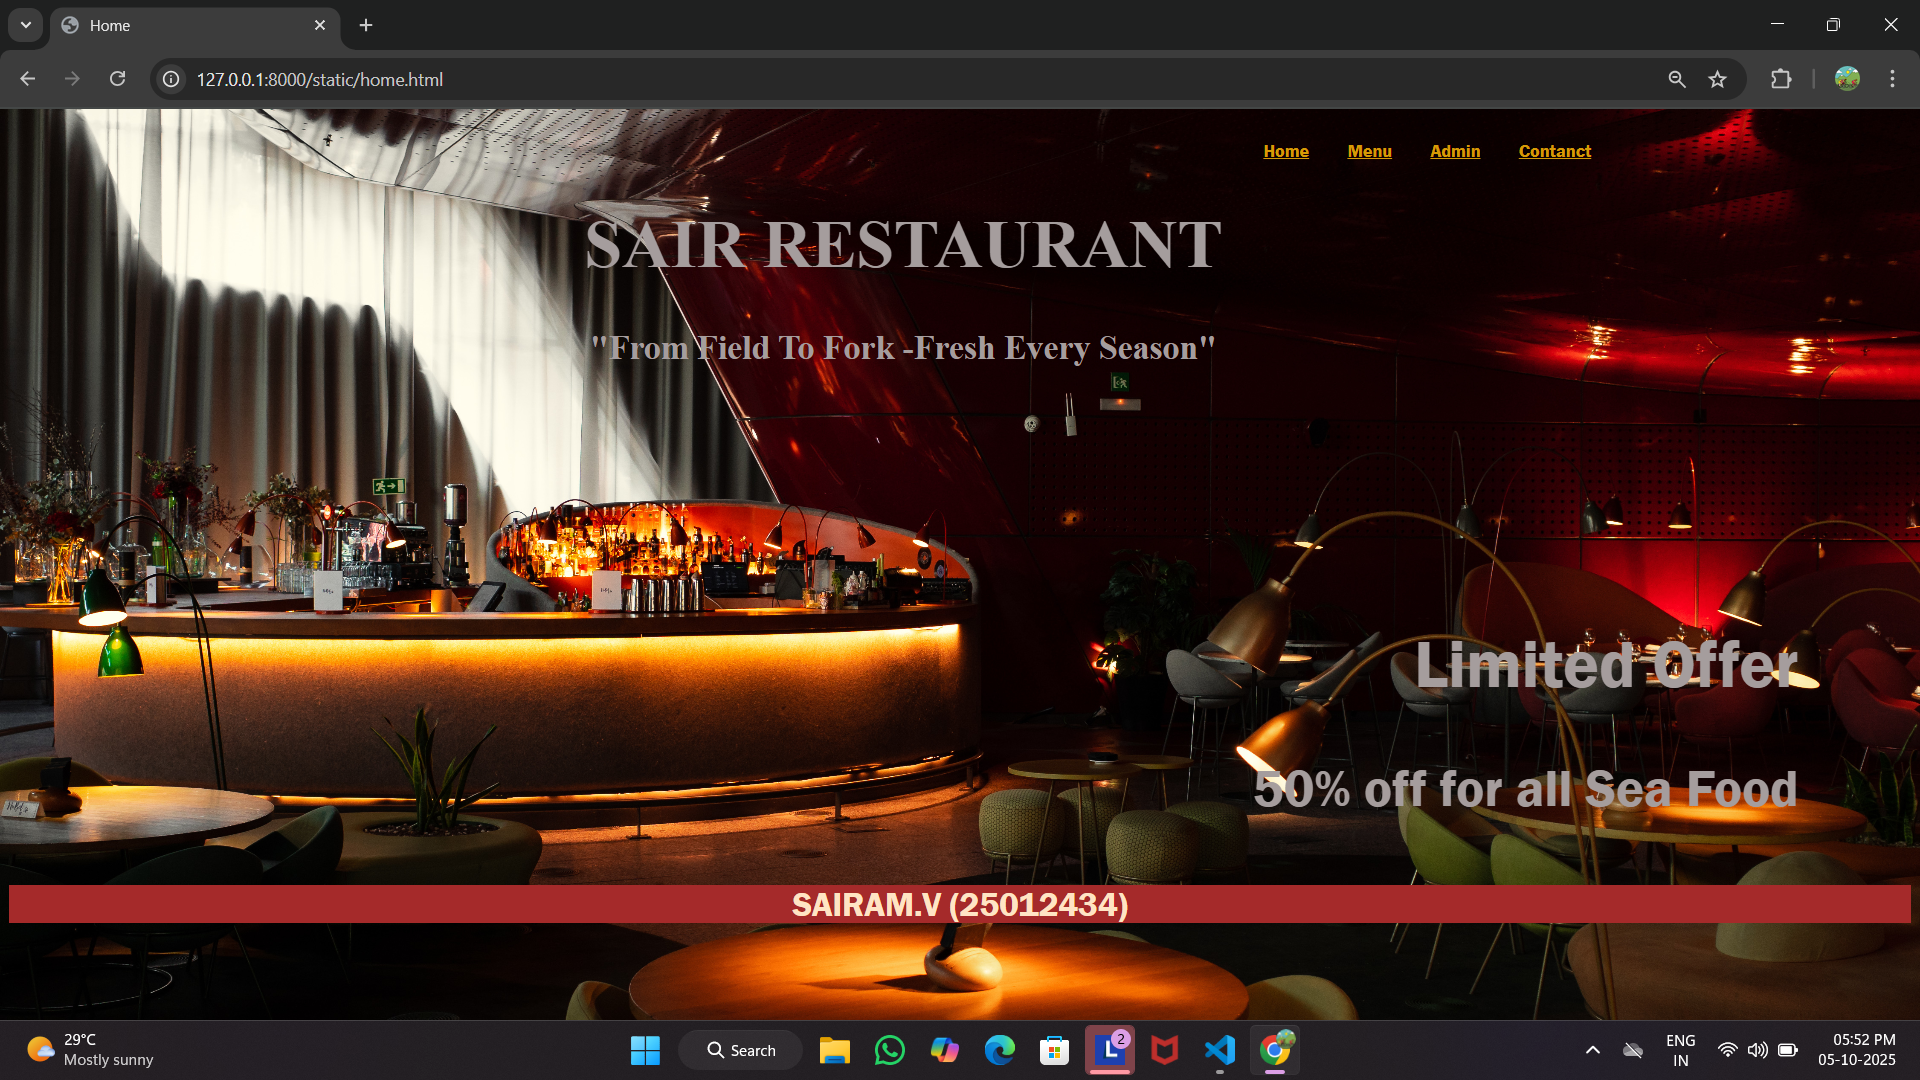 Home
127.0.0.1:8000/static/home.html
Home Menu Admin Contanct
SAIR RESTAURANT
"From Field To Fork -Fresh Every Season"
Limited Offer
50% off for all Sea Food
SAIRAM.V (25012434)
29°C
Mostly sunny
Search
2
ENG
IN
05:52 PM
05-10-2025